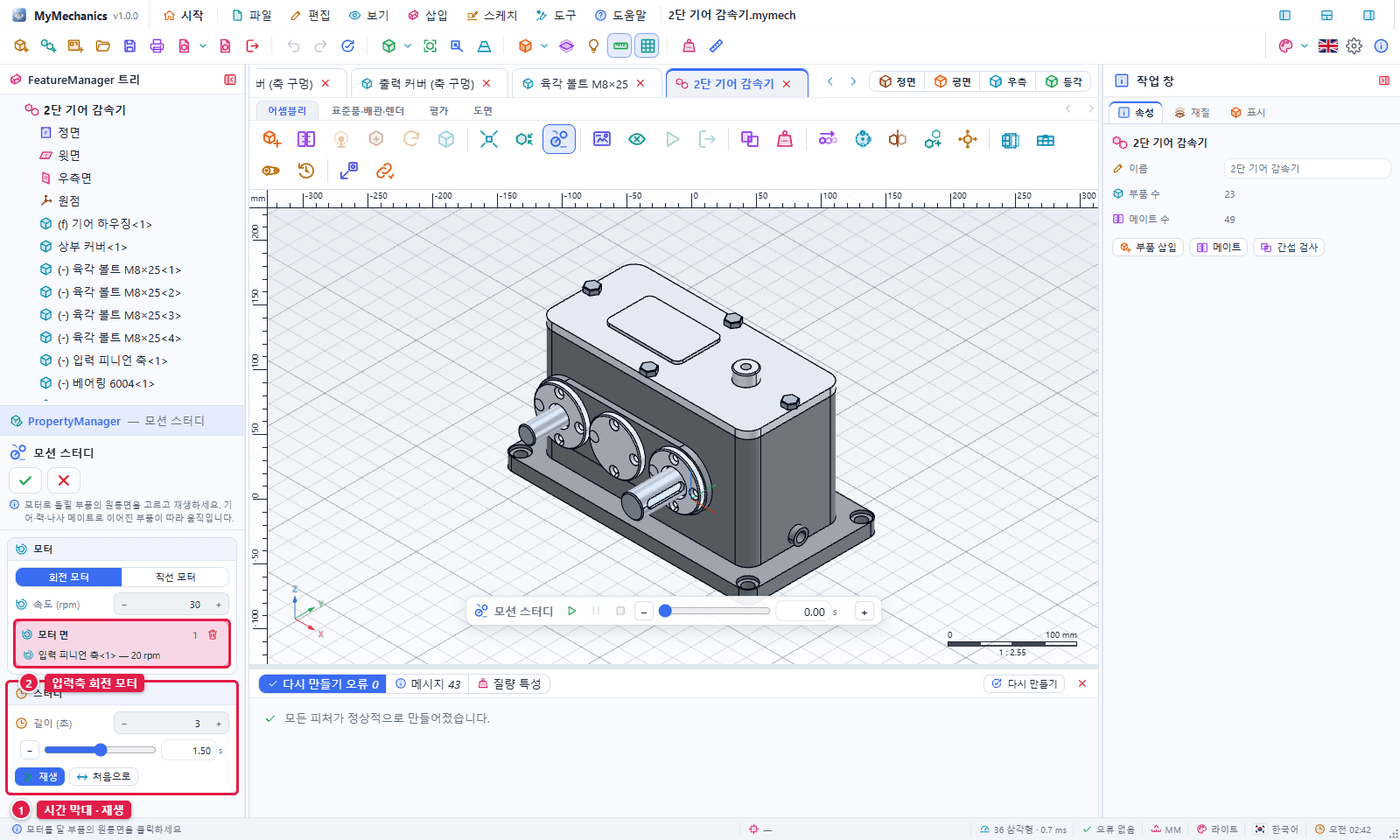 MyMechanics v1.0.0 시작 파일 편집 보기 삽입 스케치 도구 도움말 2단 기어 감속기.mymech
FeatureManager 트리
2단 기어 감속기
정면
윗면
우측면
원점
(f) 기어 하우징<1>
상부 커버<1>
(-) 육각 볼트 M8×25<1>
(-) 육각 볼트 M8×25<2>
(-) 육각 볼트 M8×25<3>
(-) 육각 볼트 M8×25<4>
(-) 입력 피니언 축<1>
(-) 베어링 6004<1>
PropertyManager — 모션 스터디
모션 스터디
모터로 돌릴 부품의 원통면을 고르고 재생하세요. 기
어·랙·나사 메이트로 이어진 부품이 따라 움직입니다.
모터
회전 모터 직선 모터
속도 (rpm) − 30 +
모터 면 1
입력 피니언 축<1> — 20 rpm
2 입력축 회전 모터
스터디
길이 (초) − 3 +
− 1.50 s
재생 처음으로
1 시간 막대 · 재생
버 (축 구멍) 출력 커버 (축 구멍) 육각 볼트 M8×25 2단 기어 감속기
정면 평면 우측 등각
어셈블리 표준품·배관·렌더 평가 도면
mm -300 -250 -200 -150 -100 -50 0 50 100 150 200 250 300
200
150
100
50
0
-50
-100
Z
Y
X
모션 스터디 − 0.00 s +
0 100 mm
1 : 2.55
다시 만들기 오류 0 메시지 43 질량 특성 다시 만들기
모든 피처가 정상적으로 만들어졌습니다.
작업 창
속성 재질 표시
2단 기어 감속기
이름 2단 기어 감속기
부품 수 23
메이트 수 49
부품 삽입 메이트 간섭 검사
모터를 달 부품의 원통면을 클릭하세요 — 36 삼각형 · 0.7 ms 오류 없음 MM 라이트 한국어 오전 02:42